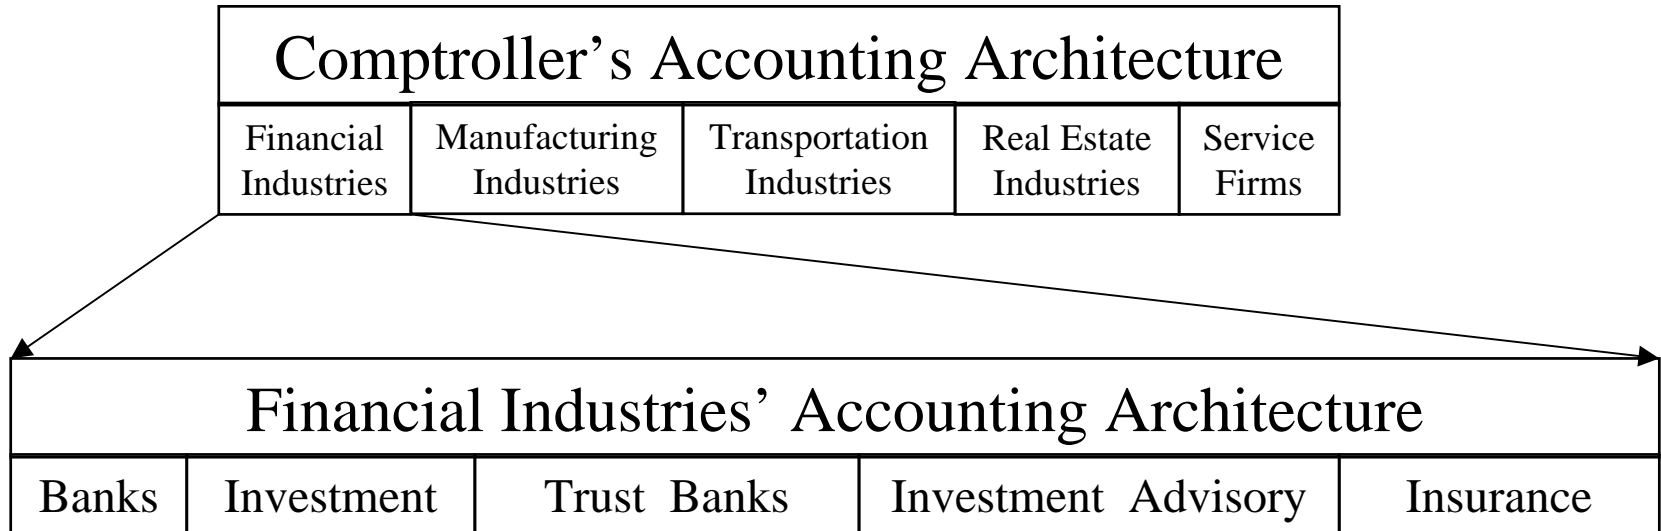 Comptroller’s Accounting Architecture
Financial Industries
Manufacturing Industries
Transportation Industries
Real Estate Industries
Service Firms
Financial Industries’ Accounting Architecture
Banks
Investment
Trust Banks
Investment Advisory
Insurance